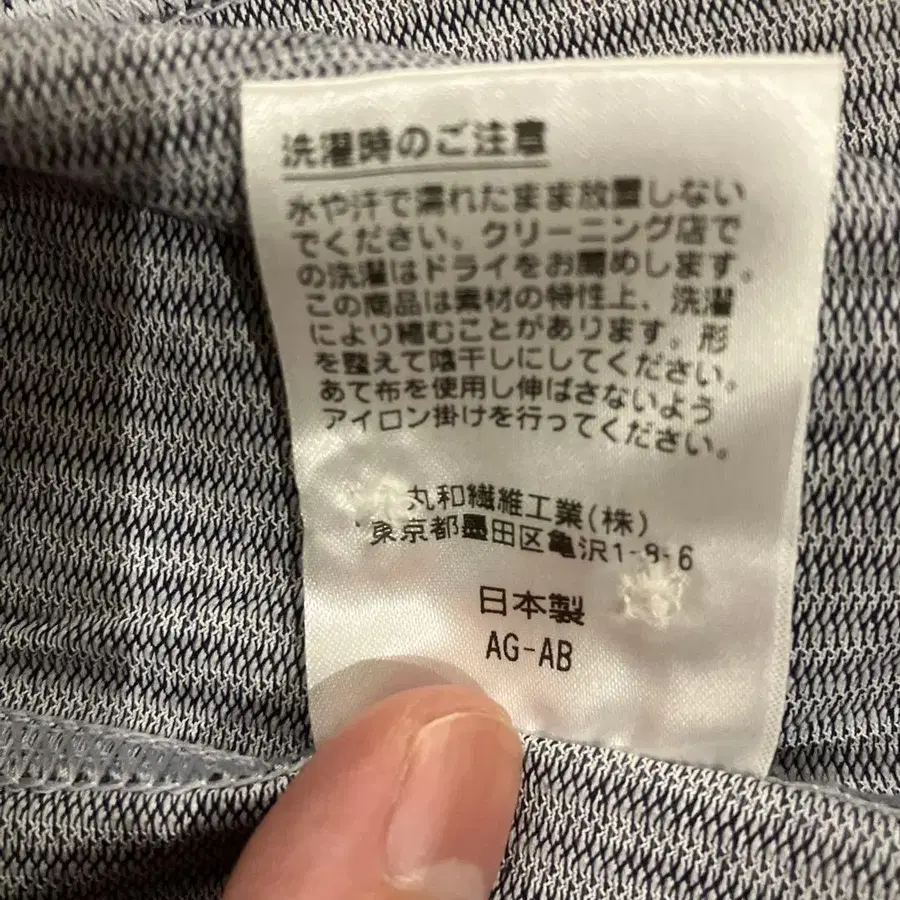 洗濯時のご注意
水や汗で濡れたまま放置しない
でください。クリーニング店で
の洗濯はドライをお薦めします。
この商品は素材の特性上、洗濯
により縮むことがあります。形
を整えて陰干しにしてください。
あて布を使用し伸ばさないよう
アイロン掛けを行ってください。
丸和繊維工業(株)
東京都墨田区亀沢1-8-6
日本製
AG-AB